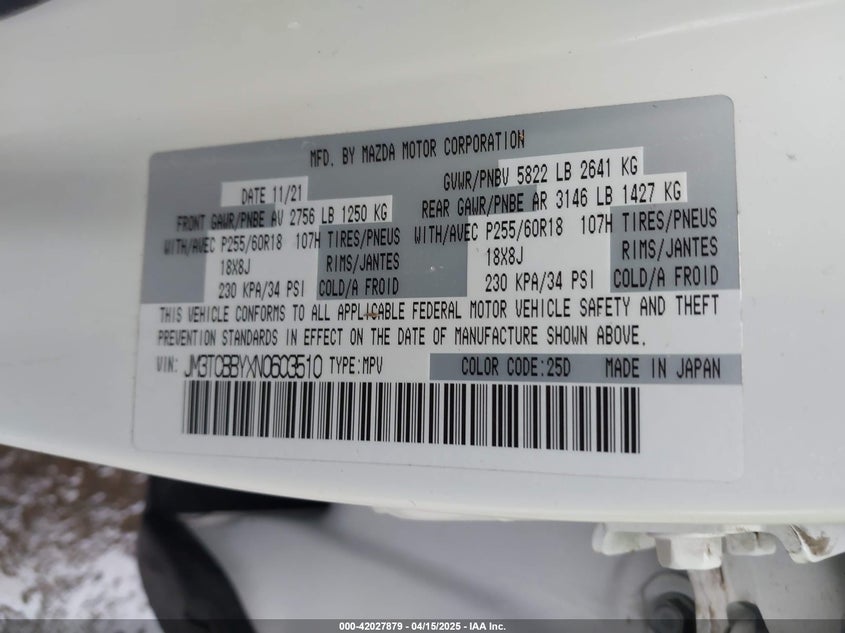 MFD. BY MAZDA MOTOR CORPORATION
DATE 11/21 GVWR/PNBV 5822 LB 2641 KG
FRONT GAWR/PNBE AV 2756 LB 1250 KG REAR GAWR/PNBE AR 3146 LB 1427 KG
WITH/AVEC P255/60R18 107H TIRES/PNEUS WITH/AVEC P255/60R18 107H TIRES/PNEUS
18X8J RIMS/JANTES 18X8J RIMS/JANTES
230 KPA/34 PSI COLD/A FROID 230 KPA/34 PSI COLD/A FROID
THIS VEHICLE CONFORMS TO ALL APPLICABLE FEDERAL MOTOR VEHICLE SAFETY AND THEFT
PREVENTION STANDARDS IN EFFECT ON THE DATE OF MANUFACTURE SHOWN ABOVE.
VIN: JM3TCBBYXN0603510 TYPE:MPV COLOR CODE:25D MADE IN JAPAN
000-42027879 - 04/15/2025 - IAA Inc.